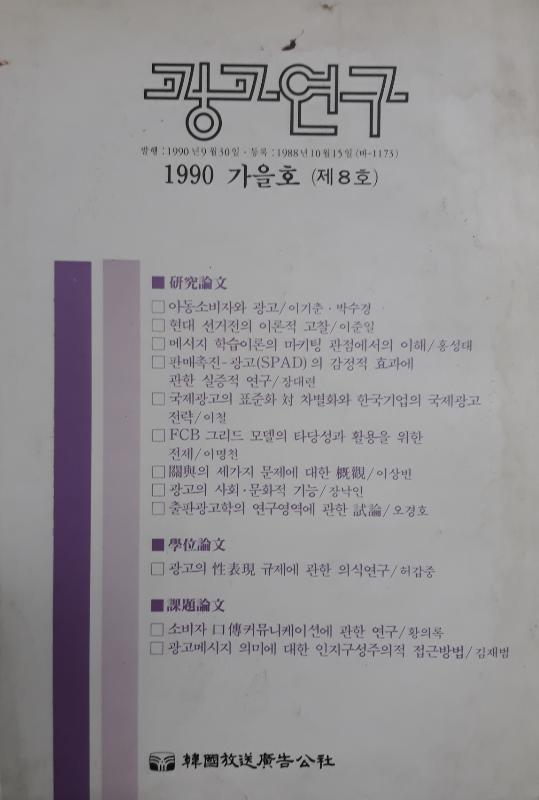 광고연구
발행 : 1990년 9월 30일 · 등록 : 1988년 10월 15일 (바-1173)
1990 가을호 (제8호)
■ 研究論文
□ 아동소비자와 광고/이기춘 · 박수경
□ 현대 선거전의 이론적 고찰/이준일
□ 메서지 학습이론의 마키팅 관점에서의 이해/홍성태
□ 판매촉진-광고(SPAD)의 감정적 効과에
관한 실증적 연구/장대련
□ 국제광고의 표준화 対 차별화와 한국기업의 국제광고
전략/이철
□ FCB 그리드 모델의 타당성과 활용을 위한
전제/이명천
□ 關與의 세가지 문제에 대한 概觀/이상빈
□ 광고의 사회·문화적 기능/장낙인
□ 출판광고학의 연구영역에 관한 試論/오경호
■ 學位論文
□ 광고의 性表現 규제에 관한 의식연구/허갑중
■ 課題論文
□ 소비자 口傳커뮤니케이션에 관한 연구/황의록
□ 광고메시지 의미에 대한 인지구성주의적 접근방법/김재범
韓國放送廣告公社